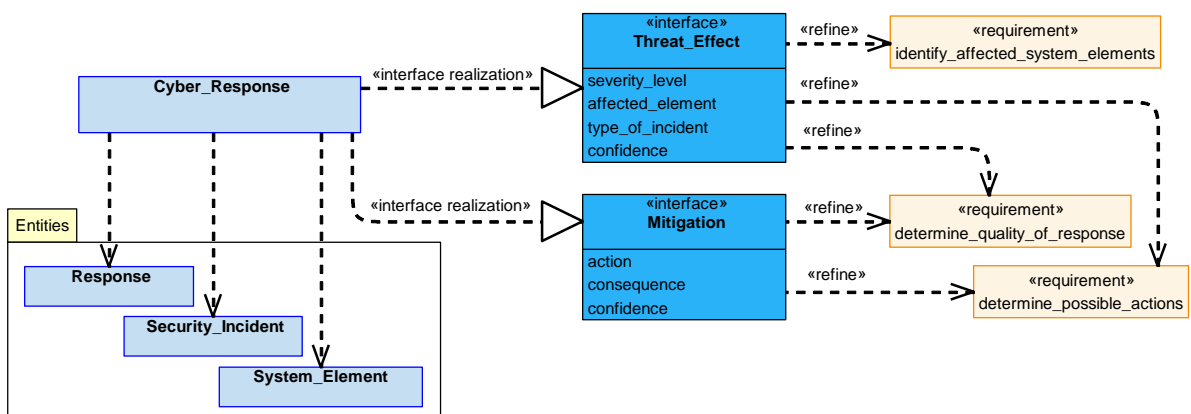 «interface»
Threat_Effect
severity_level
affected_element
type_of_incident
confidence
«refine»
«requirement»
identify_affected_system_elements
«interface realization»
Cyber_Response
«refine»
«refine»
«interface realization»
«interface»
Mitigation
action
consequence
confidence
«refine»
«requirement»
determine_quality_of_response
«refine»
«requirement»
determine_possible_actions
Entities
Response
Security_Incident
System_Element